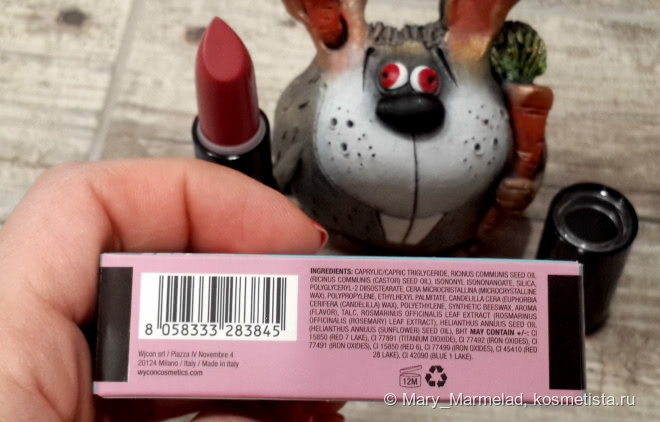 8 058333 283845
Wjcon srl / Piazza IV Novembre 4
20124 Milano / Italy / Made in Italy
wyconcosmetics.com
INGREDIENTS: CAPRYLIC/CAPRIC TRIGLYCERIDE, RICINUS COMMUNIS SEED OIL
(RICINUS COMMUNIS (CASTOR) SEED OIL), ISONONYL ISONONANOATE, SILICA,
POLYGLYCERYL-2 DIISOSTEARATE, CERA MICROCRISTALLINA (MICROCRYSTALLINE
WAX), POLYPROPYLENE, ETHYLHEXYL PALMITATE, CANDELILLA CERA (EUPHORBIA
CERIFERA (CANDELILLA) WAX), POLYETHYLENE, SYNTHETIC BEESWAX, AROMA
(FLAVOR), TALC, ROSMARINUS OFFICINALIS LEAF EXTRACT (ROSMARINUS
OFFICINALIS (ROSEMARY) LEAF EXTRACT), HELIANTHUS ANNUUS SEED OIL
(HELIANTHUS ANNUUS (SUNFLOWER) SEED OIL), BHT MAY CONTAIN +/-: CI
15850 (RED 7 LAKE), CI 77891 (TITANIUM DIOXIDE), CI 77492 (IRON OXIDES), CI
77491 (IRON OXIDES), CI 15850 (RED 6), CI 77499 (IRON OXIDES), CI 45410 (RED
28 LAKE), CI 42090 (BLUE 1 LAKE).
12M
© Mary_Marmelad, kosmetista.ru